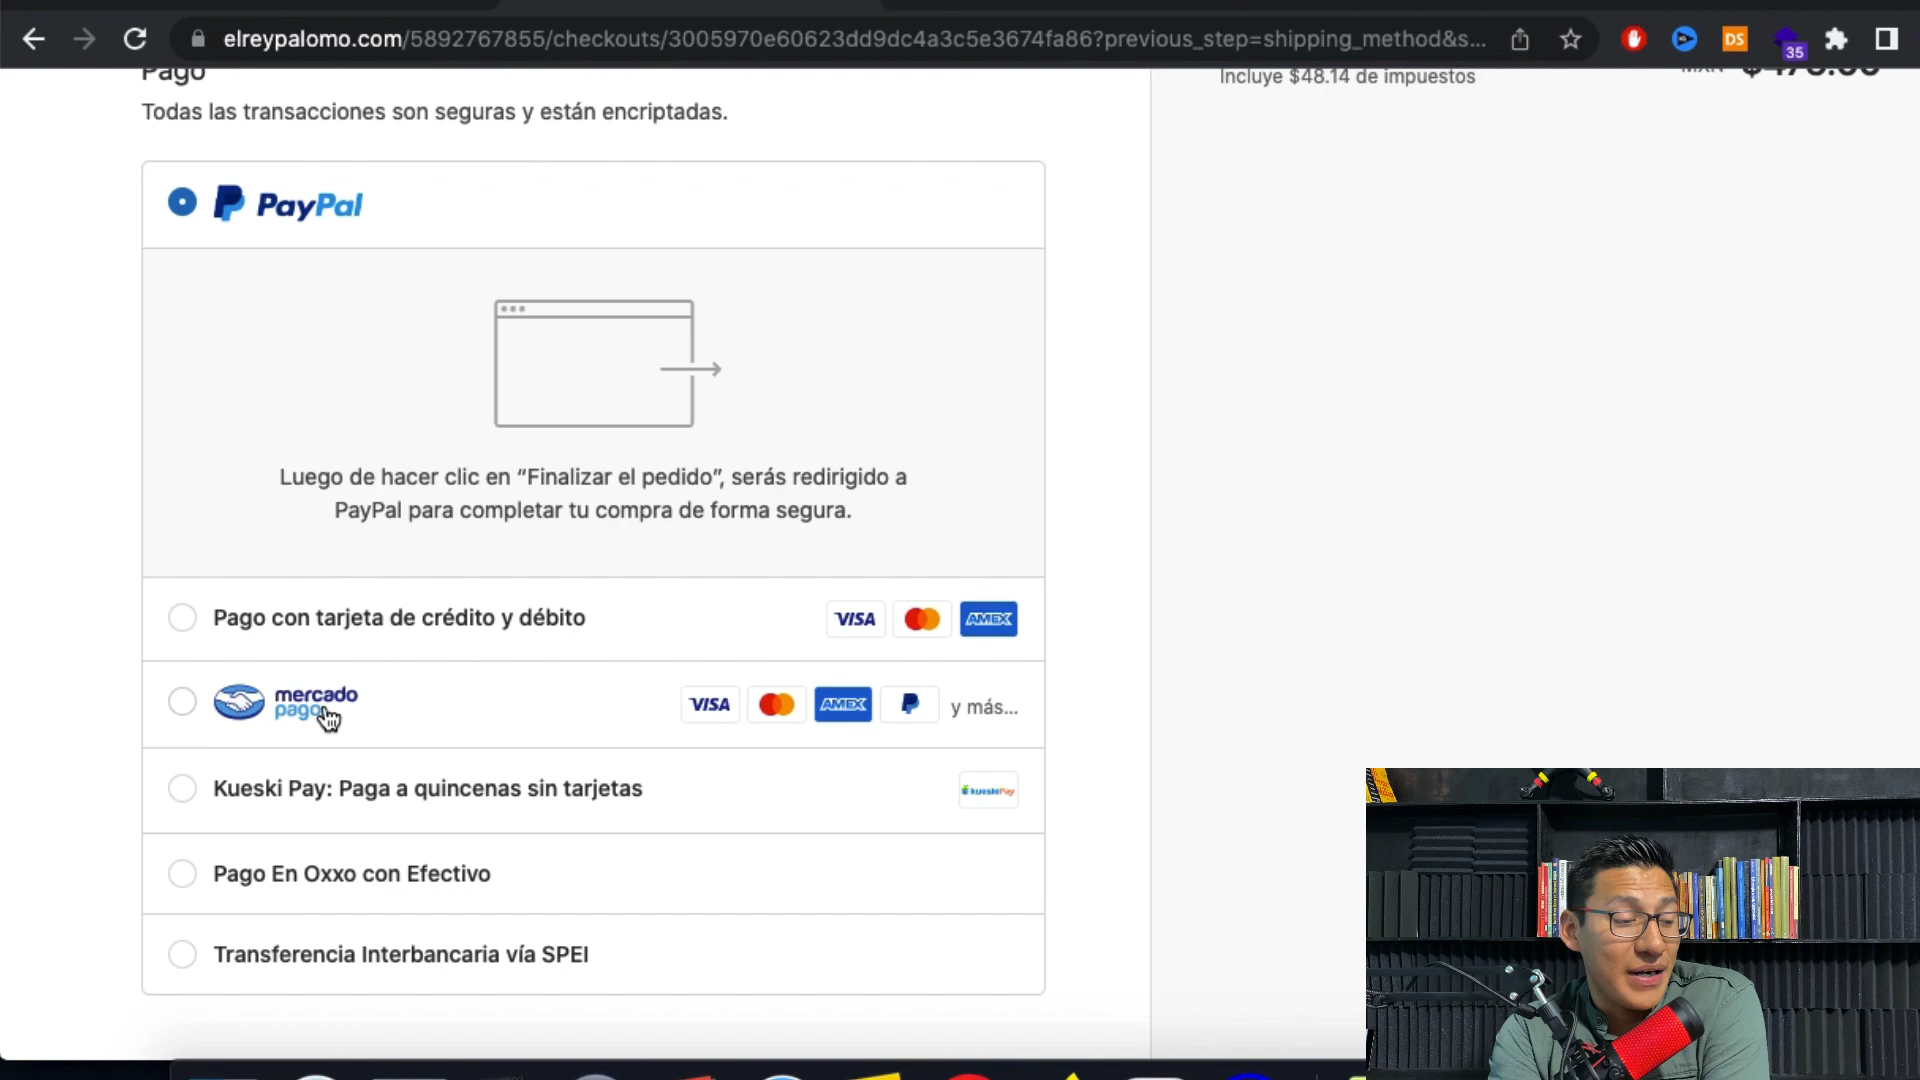 elreypalomo.com/5892767855/checkouts/3005970e60623dd9dc4a3c5e3674fa86?previous_step=shipping_method&s...
DS
35
Pago
Incluye $48.14 de impuestos
Todas las transacciones son seguras y están encriptadas.
PayPal
Luego de hacer clic en “Finalizar el pedido”, serás redirigido a
PayPal para completar tu compra de forma segura.
Pago con tarjeta de crédito y débito
VISA
AMEX
mercado
pago
VISA
AMEX
y más...
Kueski Pay: Paga a quincenas sin tarjetas
kueskiPay
Pago En Oxxo con Efectivo
Transferencia Interbancaria vía SPEI